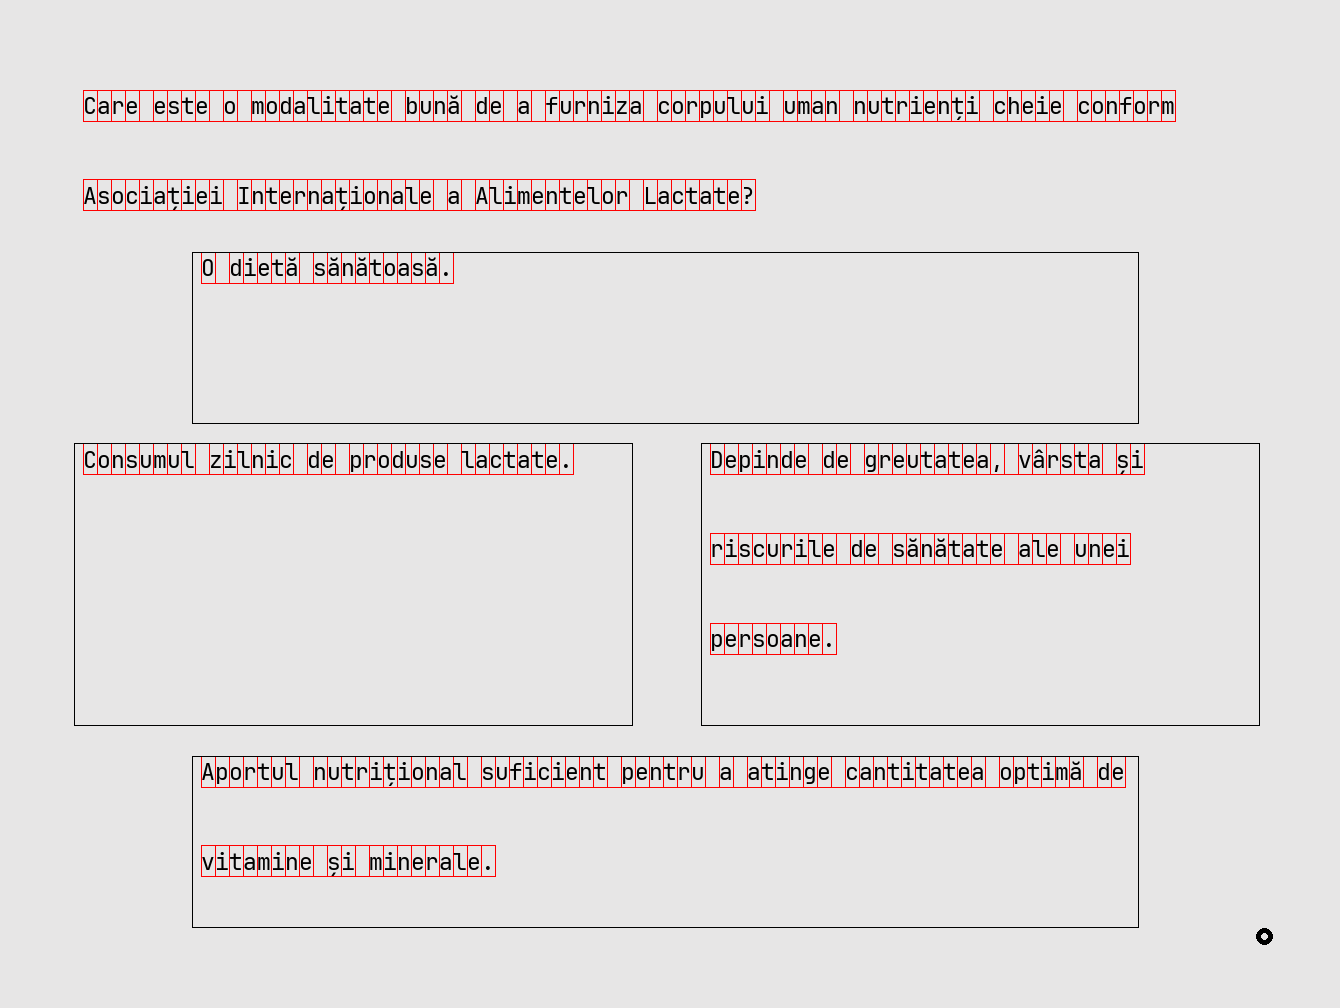 Care este o modalitate bună de a furniza corpului uman nutrienți cheie conform
Asociației Internaționale a Alimentelor Lactate?
O dietă sănătoasă.
Consumul zilnic de produse lactate.
Depinde de greutatea, vârsta și
riscurile de sănătate ale unei
persoane.
Aportul nutrițional suficient pentru a atinge cantitatea optimă de
vitamine și minerale.